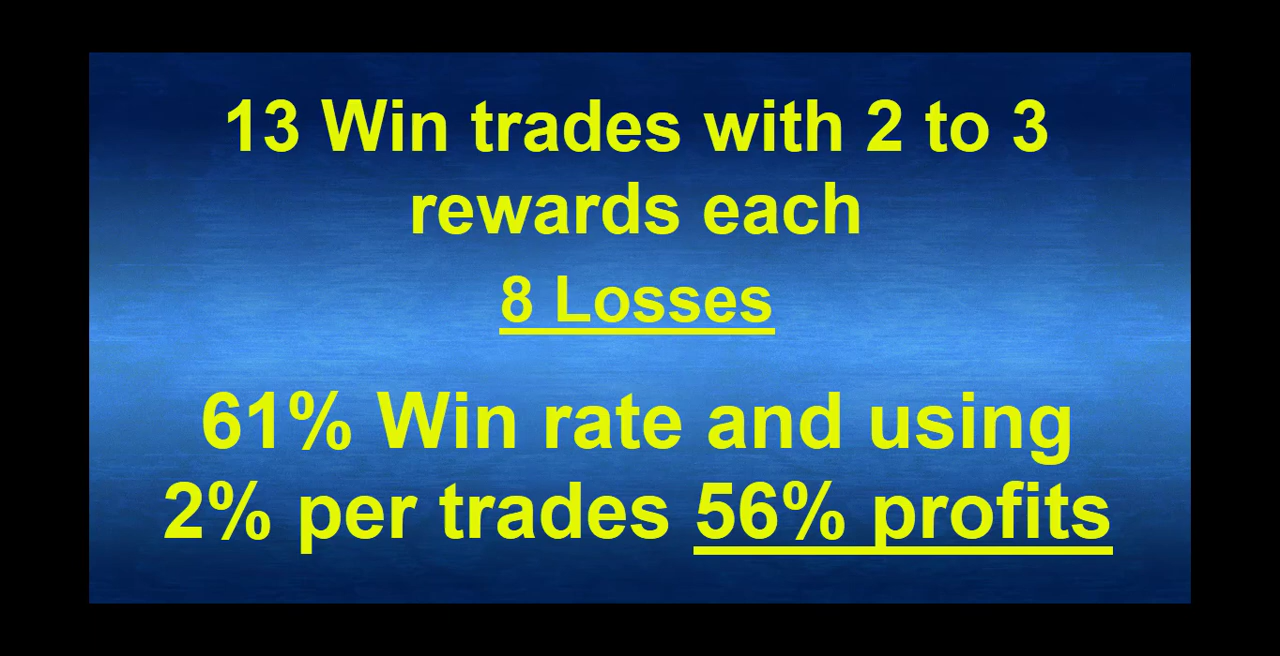 13 Win trades with 2 to 3
rewards each
8 Losses
61% Win rate and using
2% per trades 56% profits